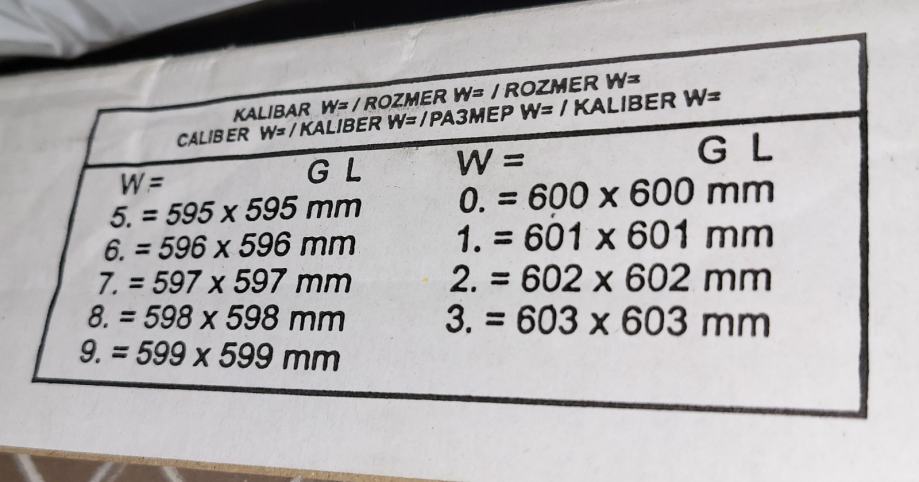 KALIBAR W= / ROZMER W= / ROZMER W=
CALIBER W= / KALIBER W= / РАЗМЕР W= / KALIBER W=
W= G L
5. = 595 x 595 mm
6. = 596 x 596 mm
7. = 597 x 597 mm
8. = 598 x 598 mm
9. = 599 x 599 mm
W = G L
0. = 600 x 600 mm
1. = 601 x 601 mm
2. = 602 x 602 mm
3. = 603 x 603 mm